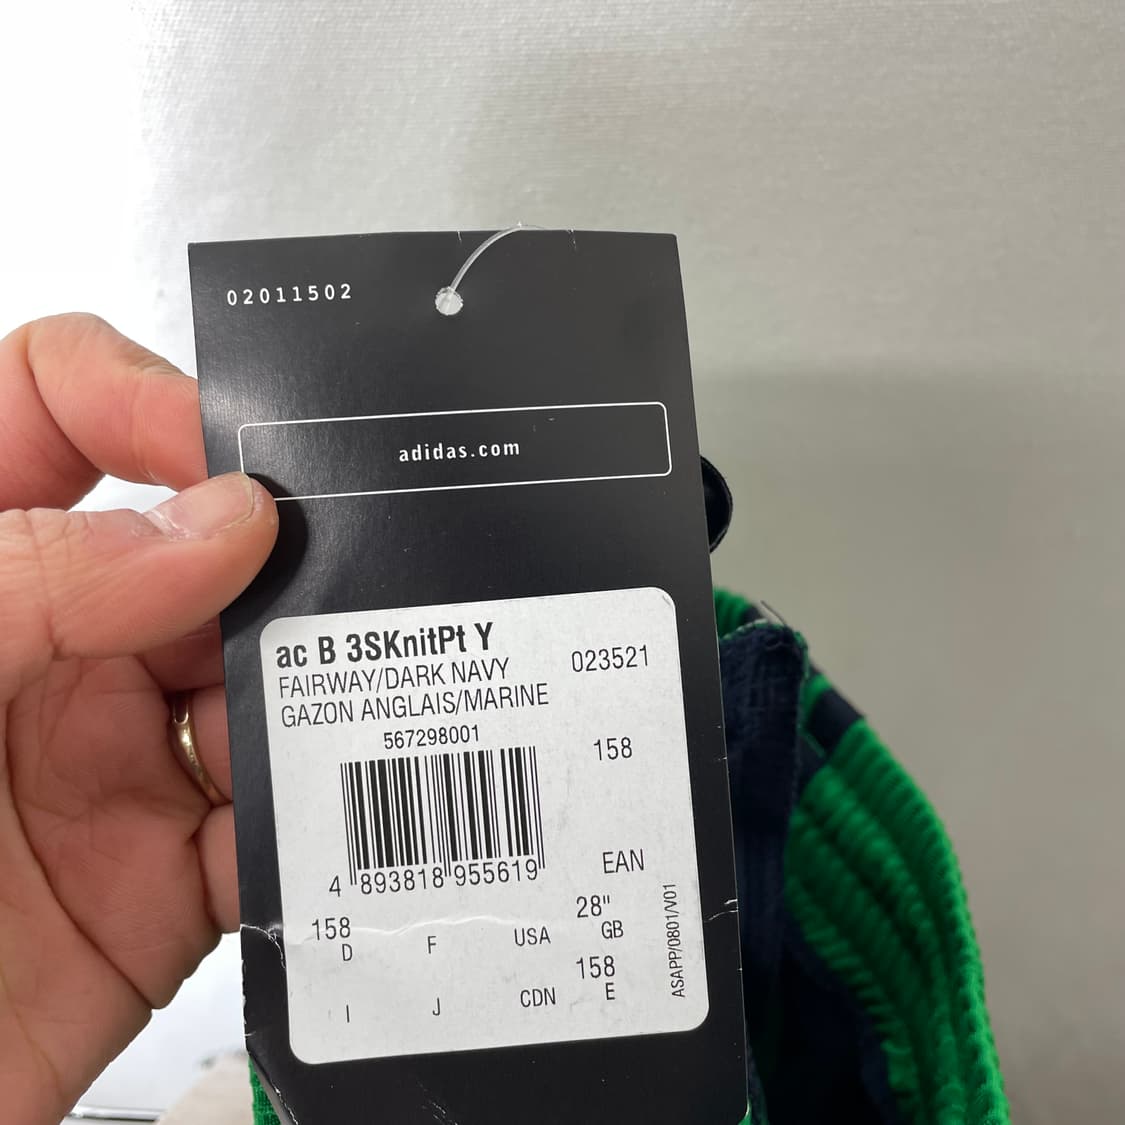 02011502
adidas.com
ac B 3SKnitPt Y
FAIRWAY/DARK NAVY
023521
GAZON ANGLAIS/MARINE
567298001
158
4 893818 955619
EAN
158
D
F
USA
28"
GB
158
E
I
J
CDN
ASAPP/0801/V01